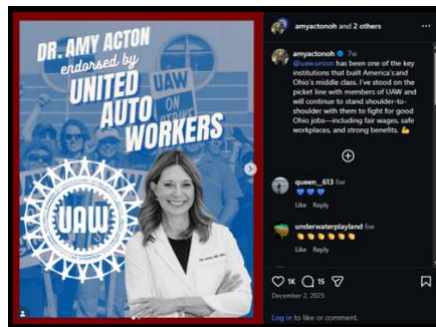 DR. AMY ACTON
endorsed by
UNITED
AUTO
WORKERS
UAW
ON
STRIKE
UAW
amyactonoh and 2 others
amyactonoh 7w
@uaw.union has been one of the key
institutions that built America's and
Ohio's middle class. I've stood on the
picket line with members of UAW and
will continue to stand shoulder-to-
shoulder with them to fight for good
Ohio jobs—including fair wages, safe
workplaces, and strong benefits. 💪
queen_613 6w
💙💙💙
Like Reply
underwaterplayland 6w
👏👏👏👏👏👏
Like Reply
1K 15
December 2, 2025
Log in to like or comment.